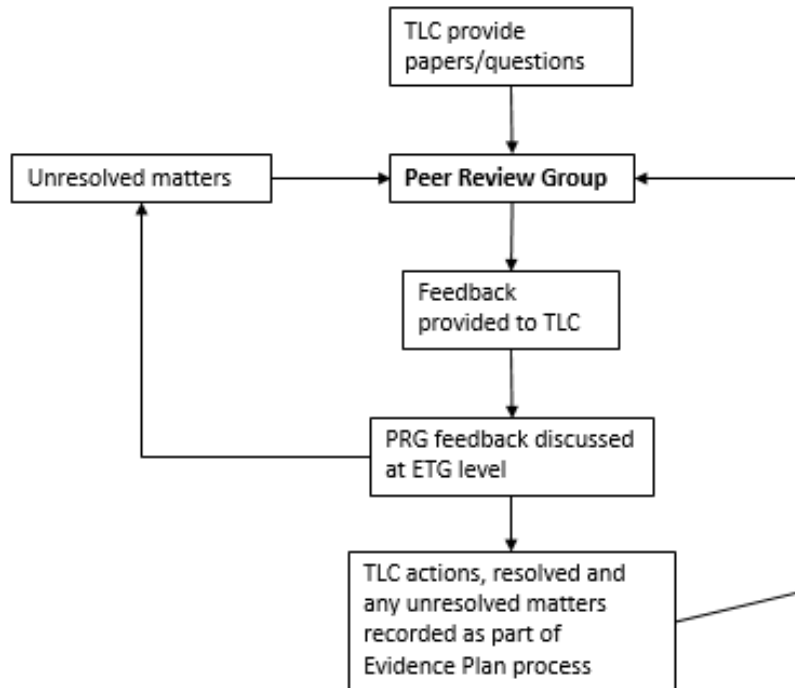 TLC provide
papers/questions
Unresolved matters
Peer Review Group
Feedback
provided to TLC
PRG feedback discussed
at ETG level
TLC actions, resolved and
any unresolved matters
recorded as part of
Evidence Plan process